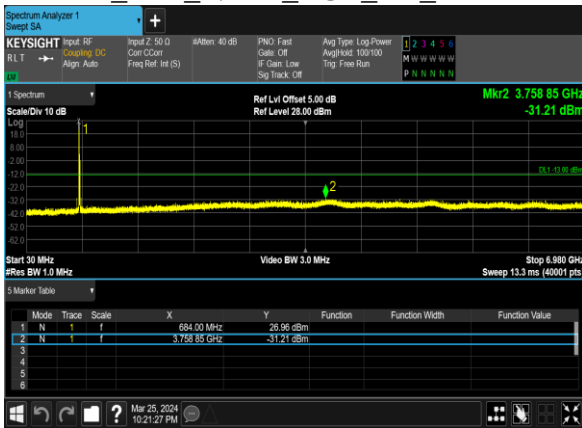 Spectrum Analyzer 1
Swept SA
+
KEYSIGHT Input: RF Input Z: 50 Ω #Atten: 40 dB PNO: Fast Avg Type: Log-Power 1 2 3 4 5 6
RLT Coupling: DC Corr CCorr Gate: Off Avg|Hold: 100/100 M W W W W W
Align: Auto Freq Ref: Int (S) IF Gain: Low Trig: Free Run
LV Sig Track: Off P N N N N N
1 Spectrum Ref Lvl Offset 5.00 dB Mkr2 3.758 85 GHz
Scale/Div 10 dB Ref Level 28.00 dBm -31.21 dBm
Log
18.0
1
8.00
-2.00
-12.0 DL1 -13.00 dBm
-22.0 2
-32.0
-42.0
-52.0
-62.0
Start 30 MHz Video BW 3.0 MHz Stop 6.980 GHz
#Res BW 1.0 MHz Sweep 13.3 ms (40001 pts
5 Marker Table
Mode Trace Scale X Y Function Function Width Function Value
1 N 1 f 684.00 MHz 26.96 dBm
2 N 1 f 3.758 85 GHz -31.21 dBm
3
4
5
6
? Mar 25, 2024
10:21:27 PM